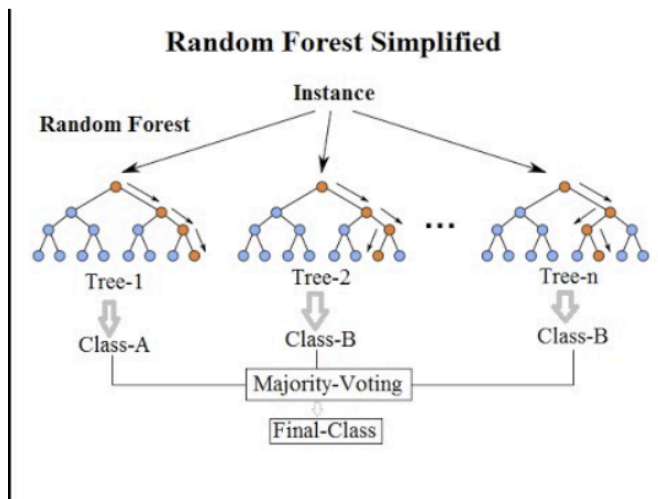 Random Forest Simplified
Instance
Random Forest
...
Tree-1
Tree-2
Tree-n
Class-A
Class-B
Class-B
Majority-Voting
Final-Class